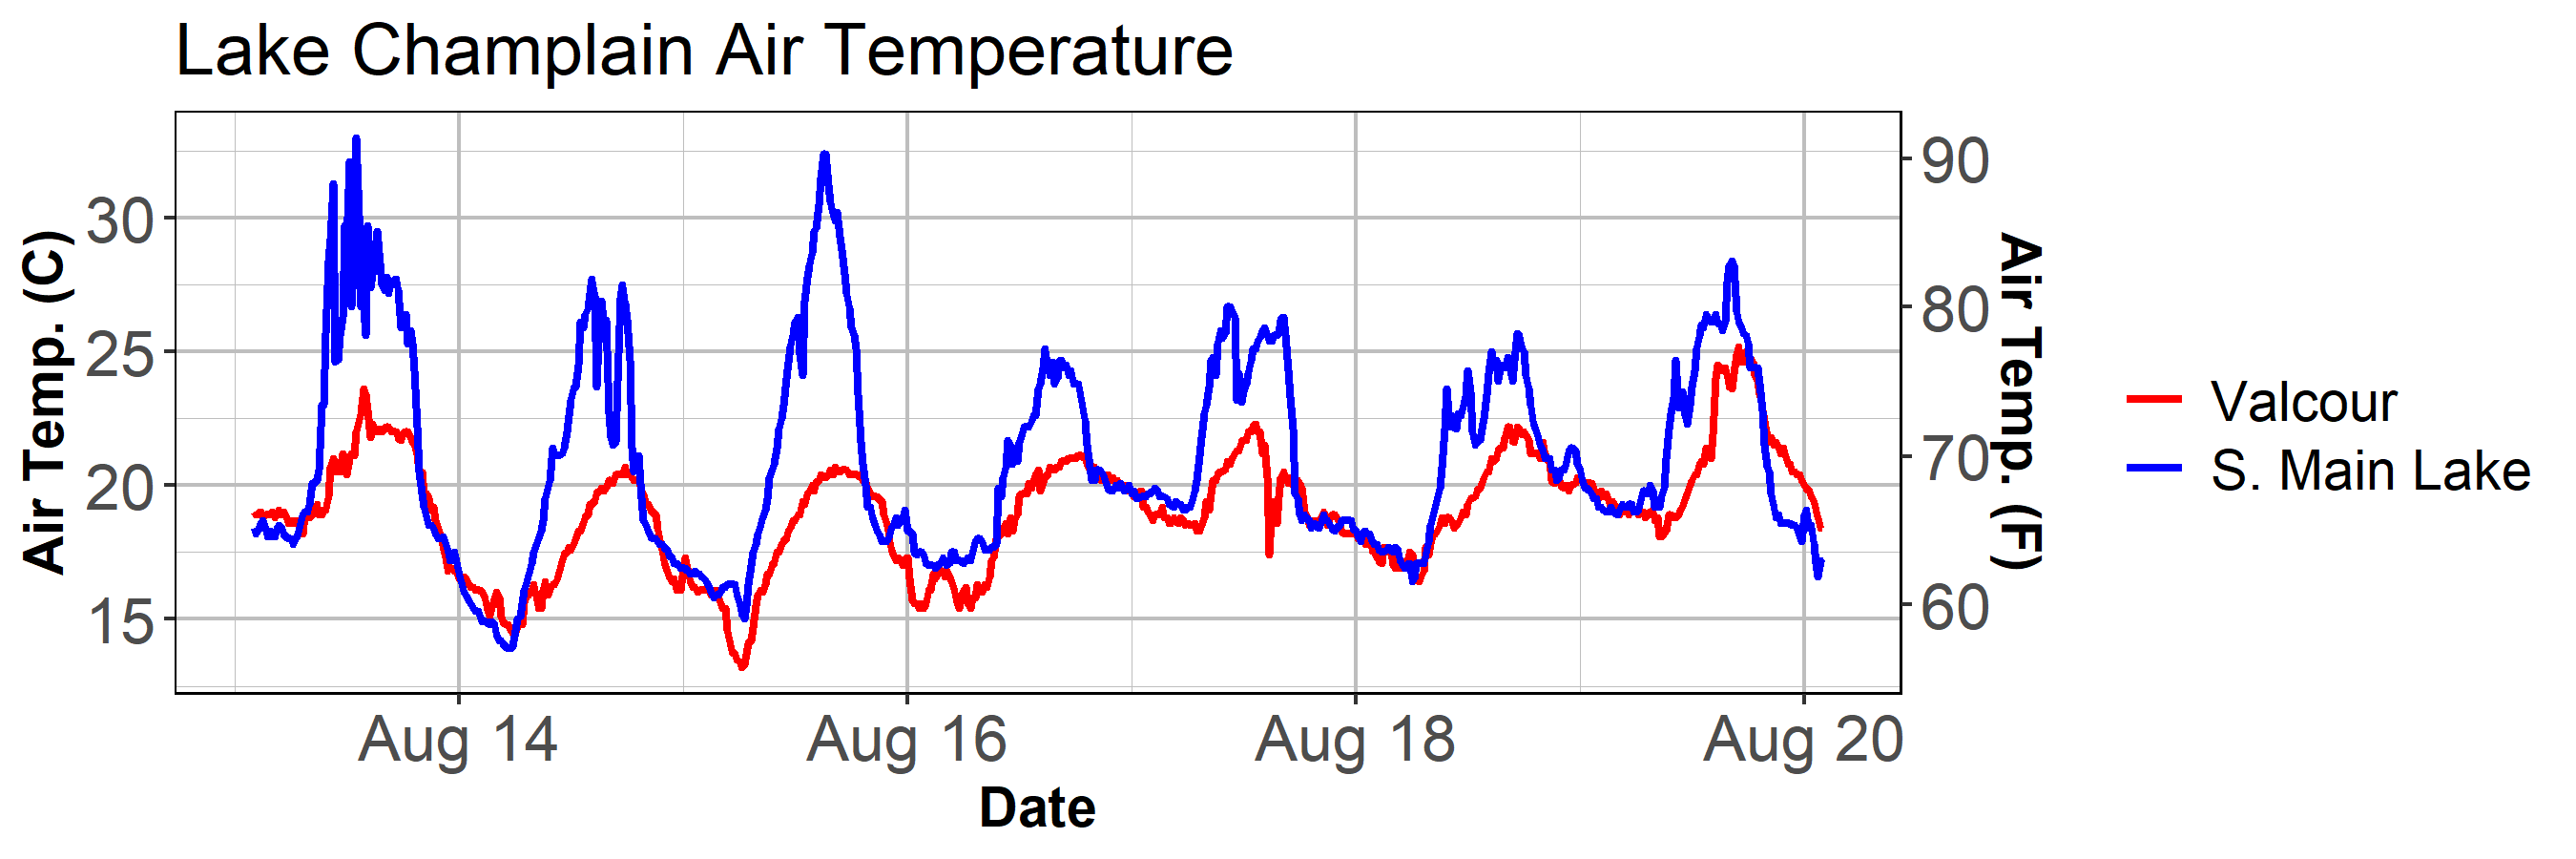 Lake Champlain Air Temperature
Air Temp. (C)
30
25
20
15
90
80
70
60
Air Temp. (F)
Aug 14
Aug 16
Aug 18
Aug 20
Date
Valcour
S. Main Lake